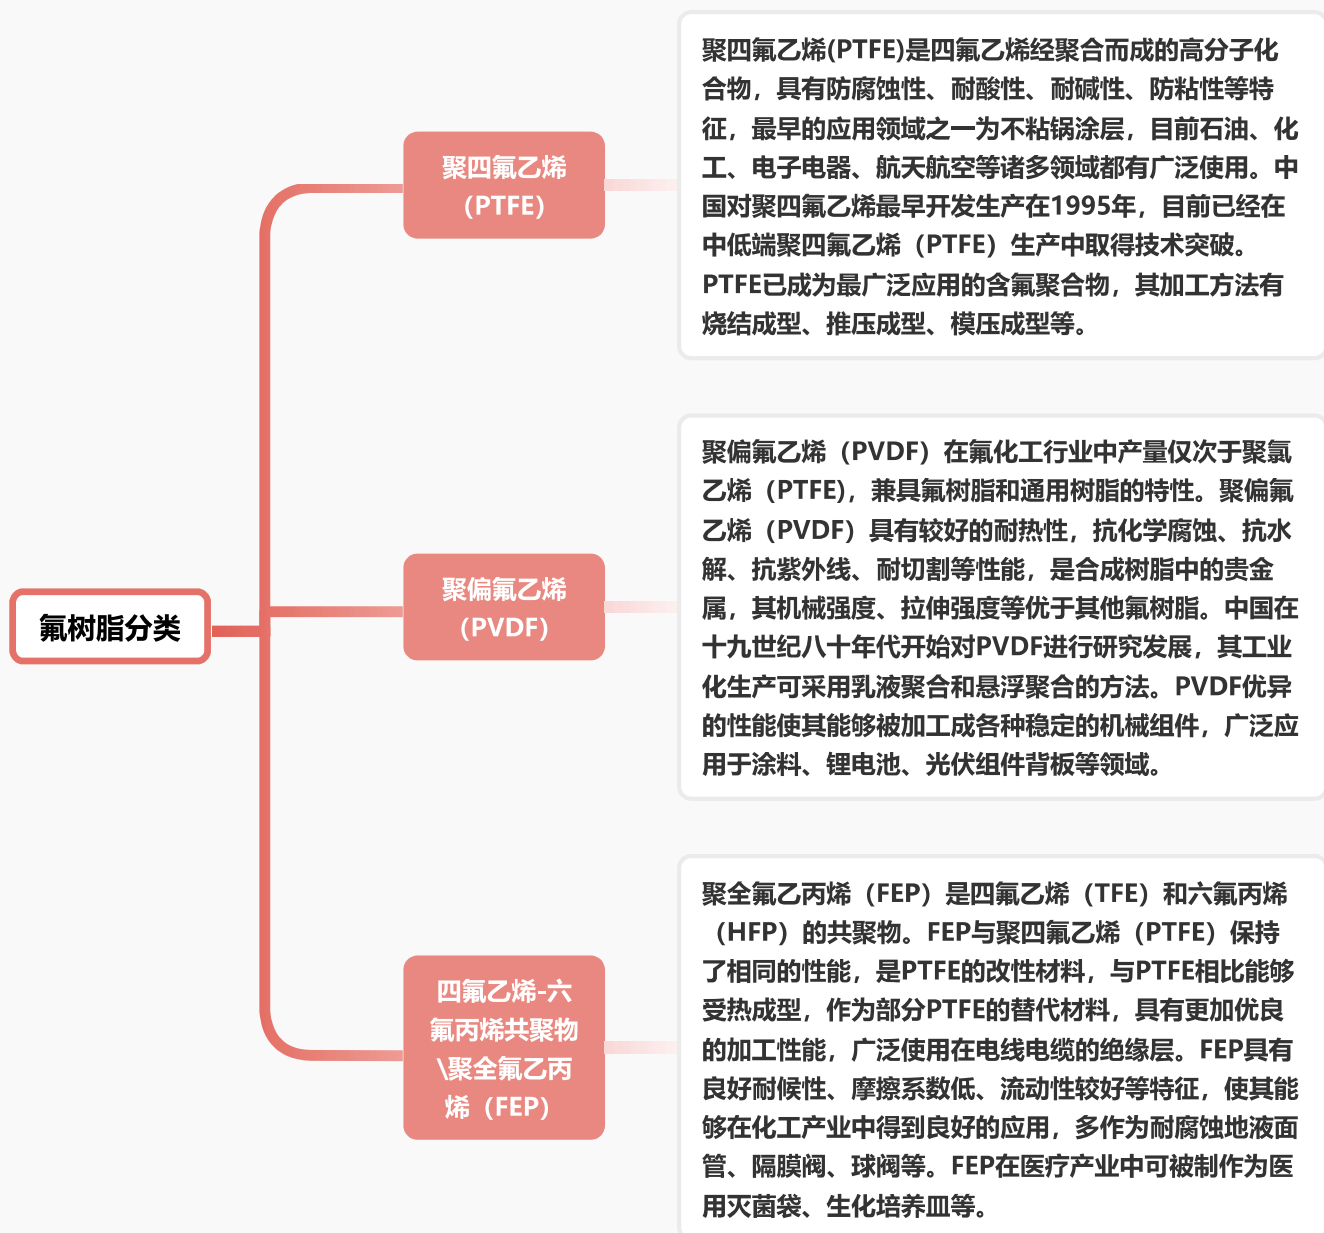 氟树脂分类
聚四氟乙烯
（PTFE）
聚四氟乙烯(PTFE)是四氟乙烯经聚合而成的高分子化
合物，具有防腐蚀性、耐酸性、耐碱性、防粘性等特
征，最早的应用领域之一为不粘锅涂层，目前石油、化
工、电子电器、航天航空等诸多领域都有广泛使用。中
国对聚四氟乙烯最早开发生产在1995年，目前已经在
中低端聚四氟乙烯（PTFE）生产中取得技术突破。
PTFE已成为最广泛应用的含氟聚合物，其加工方法有
烧结成型、推压成型、模压成型等。
聚偏氟乙烯
（PVDF）
聚偏氟乙烯（PVDF）在氟化工行业中产量仅次于聚氯
乙烯（PTFE)，兼具氟树脂和通用树脂的特性。聚偏氟
乙烯（PVDF）具有较好的耐热性，抗化学腐蚀、抗水
解、抗紫外线、耐切割等性能，是合成树脂中的贵金
属，其机械强度、拉伸强度等优于其他氟树脂。中国在
十九世纪八十年代开始对PVDF进行研究发展，其工业
化生产可采用乳液聚合和悬浮聚合的方法。PVDF优异
的性能使其能够被加工成各种稳定的机械组件，广泛应
用于涂料、锂电池、光伏组件背板等领域。
四氟乙烯-六
氟丙烯共聚物
\聚全氟乙丙
烯（FEP）
聚全氟乙丙烯（FEP）是四氟乙烯（TFE）和六氟丙烯
（HFP）的共聚物。FEP与聚四氟乙烯（PTFE）保持
了相同的性能，是PTFE的改性材料，与PTFE相比能够
受热成型，作为部分PTFE的替代材料，具有更加优良
的加工性能，广泛使用在电线电缆的绝缘层。FEP具有
良好耐候性、摩擦系数低、流动性较好等特征，使其能
够在化工产业中得到良好的应用，多作为耐腐蚀地液面
管、隔膜阀、球阀等。FEP在医疗产业中可被制作为医
用灭菌袋、生化培养皿等。